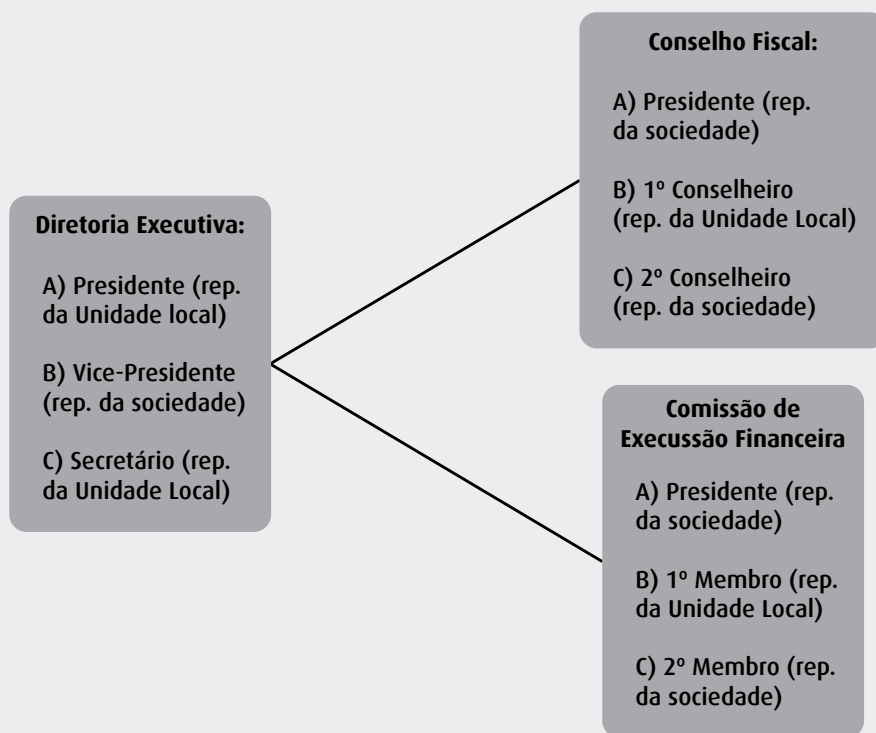 Diretoria Executiva:
A) Presidente (rep.
da Unidade local)
B) Vice-Presidente
(rep. da sociedade)
C) Secretário (rep.
da Unidade Local)
Conselho Fiscal:
A) Presidente (rep.
da sociedade)
B) 1º Conselheiro
(rep. da Unidade Local)
C) 2º Conselheiro
(rep. da sociedade)
Comissão de
Execussão Financeira
A) Presidente (rep.
da sociedade)
B) 1º Membro (rep.
da Unidade Local)
C) 2º Membro (rep.
da sociedade)